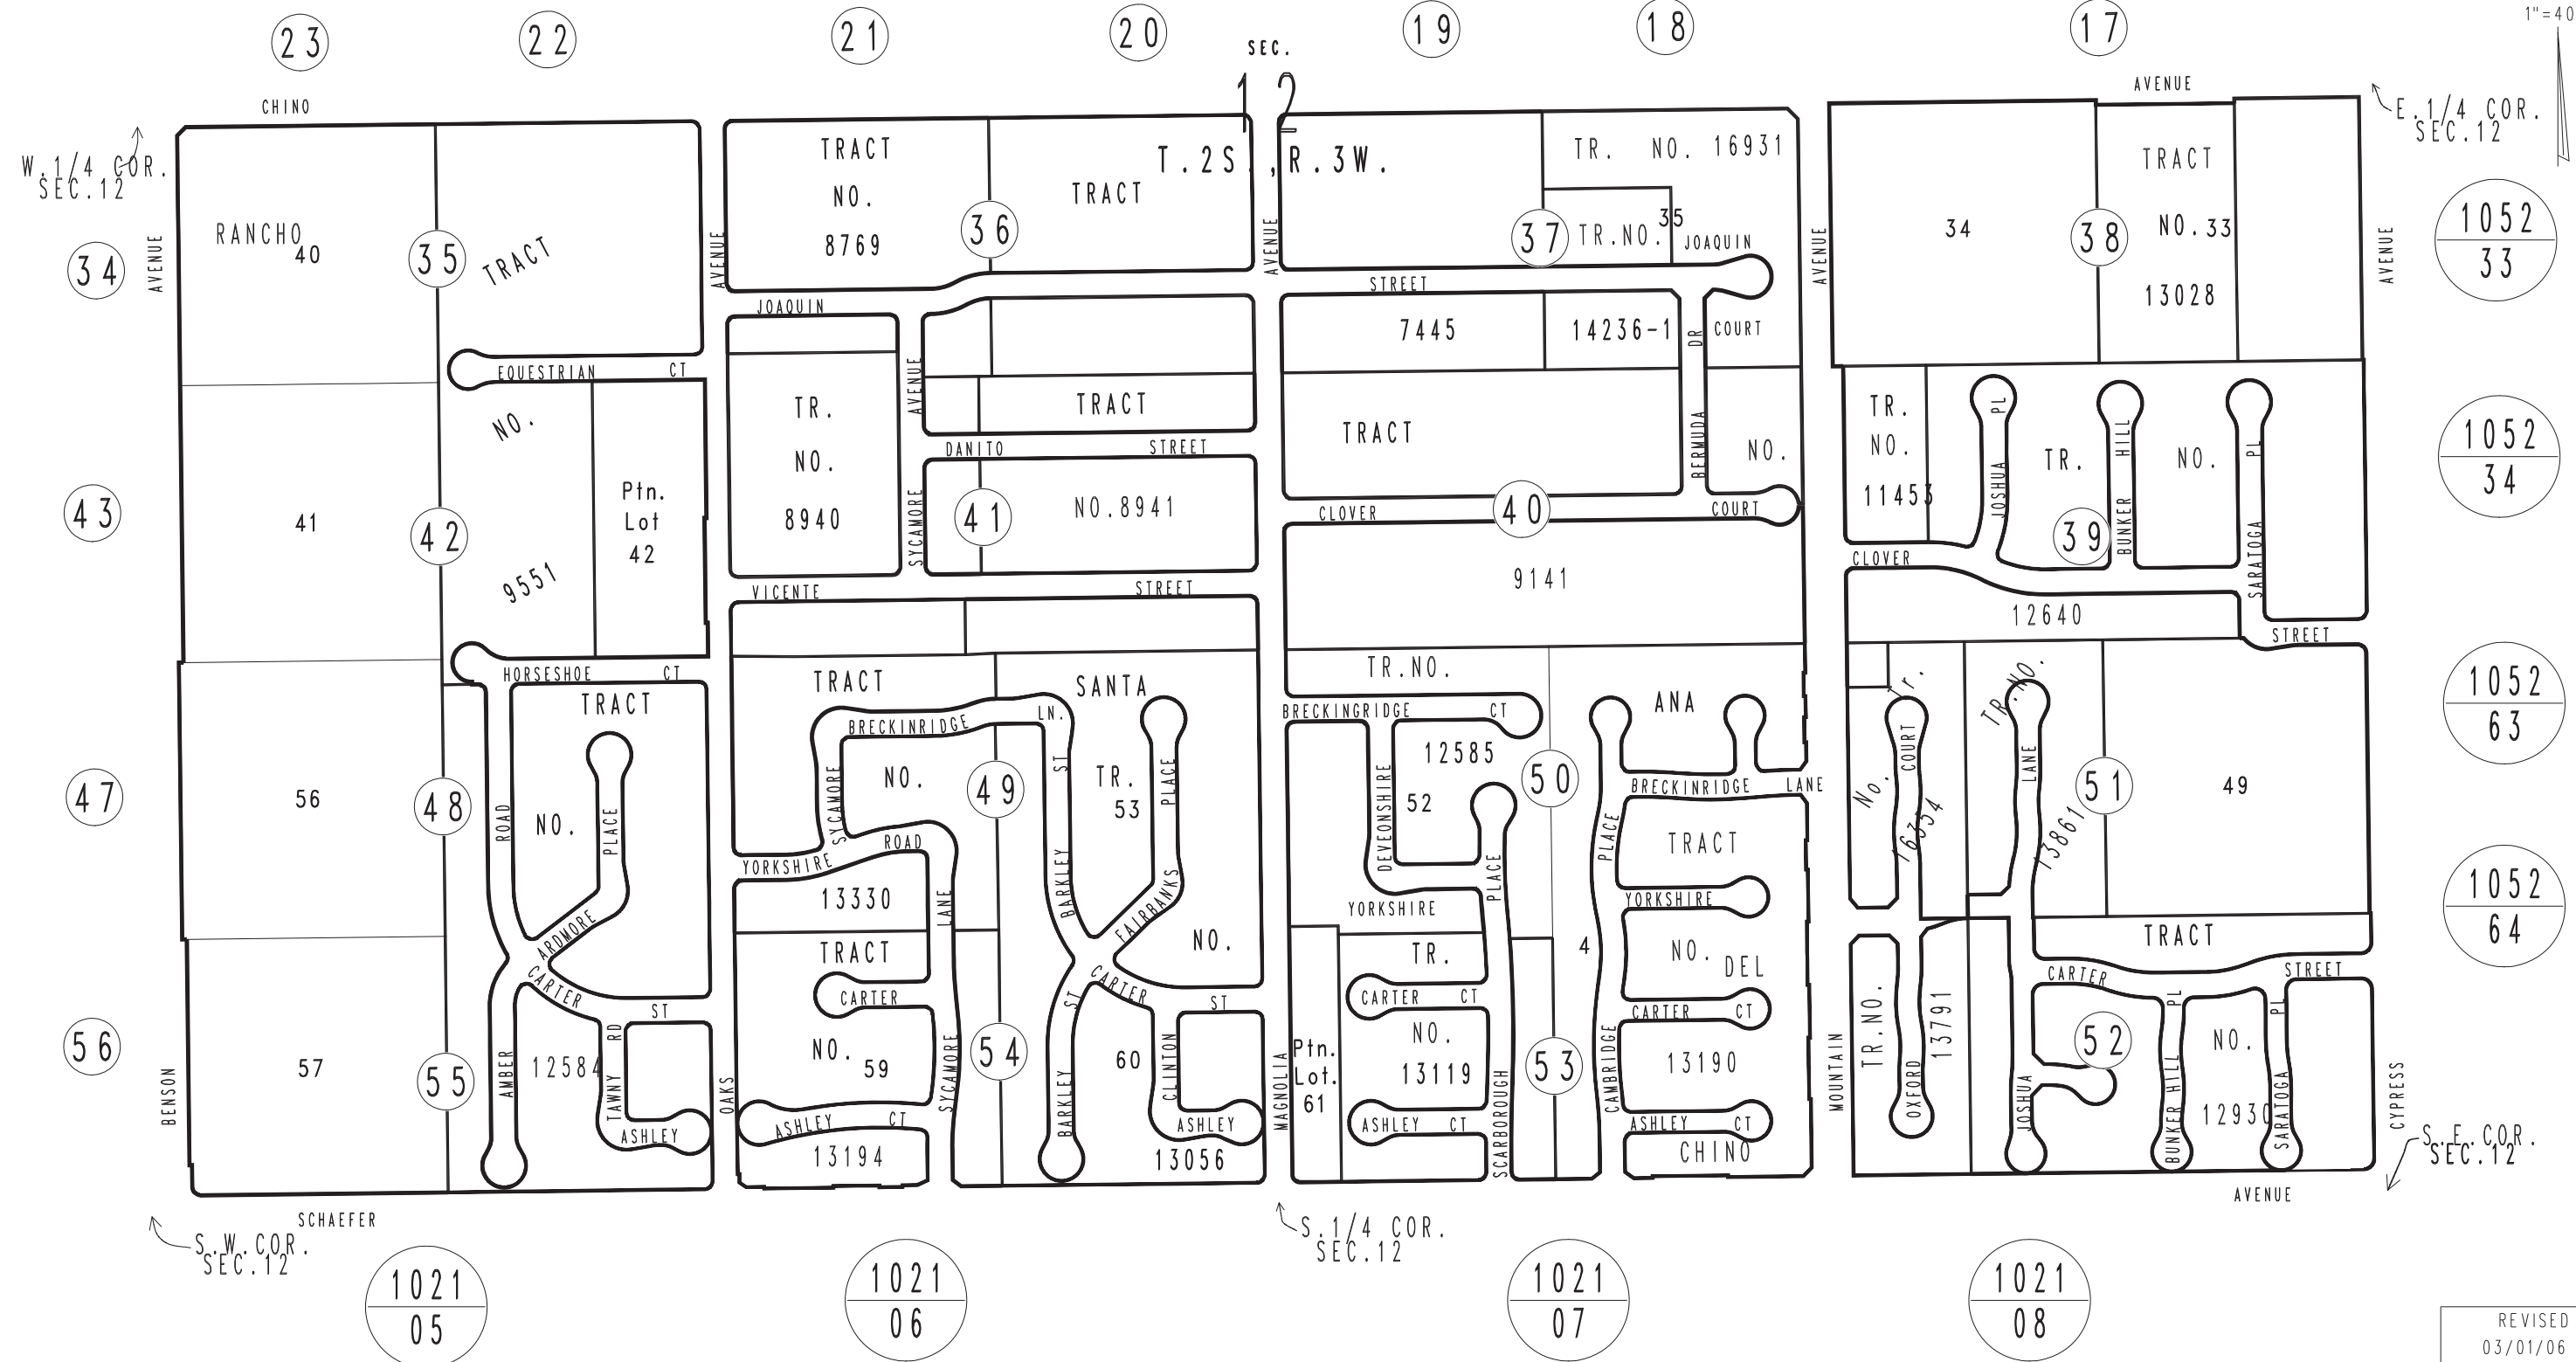 23
22
21
20
19
18
17
1"=40
SEC.
12
T.2S.,R.3W.
CHINO
AVENUE
W.1/4 COR.
SEC.12
E.1/4 COR.
SEC.12
34
43
47
56
AVENUE
BENSON
RANCHO
40
35
TRACT
EQUESTRIAN CT
NO.
9551
41
42
Ptn.
Lot
42
HORSESHOE CT
TRACT
NO.
56
48
ROAD
PLACE
ARDMORE
CARTER ST
57
55
AMBER
12584
TAWNY RD
ASHLEY
AVENUE
OAKS
TRACT
NO.
8769
36
TRACT
JOAQUIN
TR.
NO.
8940
AVENUE
SYCAMORE
TRACT
DANITO STREET
41
NO.8941
VICENTE STREET
TRACT
SANTA
BRECKINRIDGE LN.
NO.
49
ST
TR.
53
PLACE
SYCAMORE
YORKSHIRE ROAD
13330
LANE
BARKLEY
FAIRBANKS
NO.
TRACT
CARTER
NO.
59
54
SYCAMORE
ST
CARTER ST
60
CLINTON
BARKLEY
ASHLEY CT
ASHLEY
13194
13056
AVENUE
MAGNOLIA
TR. NO. 16931
37
TR.NO.
35
JOAQUIN
STREET
COURT
7445
14236-1
DR
TRACT
BERMUDA
NO.
CLOVER
40
COURT
9141
TR.NO.
ANA
BRECKINGRIDGE CT
12585
50
DEVEONSHIRE
52
BRECKINRIDGE LANE
PLACE
PLACE
TRACT
YORKSHIRE
YORKSHIRE
TR.
4
NO.
DEL
CARTER CT
CARTER CT
Ptn.
Lot.
61
NO.
13119
53
CAMBRIDGE
13190
SCARBOROUGH
ASHLEY CT
ASHLEY CT
CHINO
AVENUE
MOUNTAIN
34
38
TRACT
NO.
33
13028
AVENUE
CYPRESS
TR.
NO.
11453
PL
JOSHUA
TR.
HILL
BUNKER
39
NO.
PL
SARATOGA
CLOVER
12640
STREET
Tr.
No.
16354
COURT
TR.NO.
13861
LANE
51
49
TRACT
CARTER STREET
TR.NO.
13791
OXFORD
JOSHUA
52
PL
BUNKER HILL
NO.
12930
PL
SARATOGA
1052
33
1052
34
1052
63
1052
64
S.E.COR.
SEC.12
AVENUE
SCHAEFER
S.W.COR.
SEC.12
S.1/4 COR.
SEC.12
1021
05
1021
06
1021
07
1021
08
REVISED
03/01/06